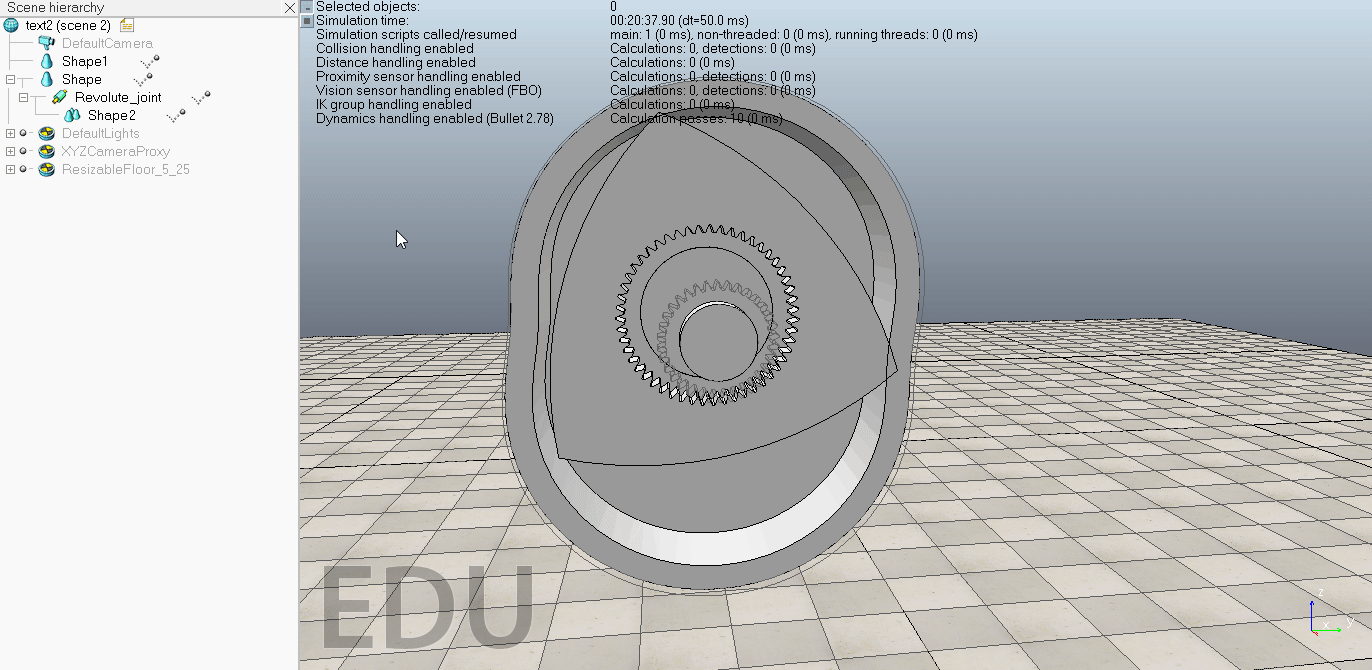 Scene hierarchy
text2 (scene 2)
DefaultCamera
Shape1
Shape
Revolute_joint
Shape2
DefaultLights
XYZCameraProxy
ResizableFloor_5_25
Selected objects: 0
Simulation time: 00:20:37.90 (dt=50.0 ms)
Simulation scripts called/resumed main: 1 (0 ms), non-threaded: 0 (0 ms), running threads: 0 (0 ms)
Collision handling enabled Calculations: 0, detections: 0 (0 ms)
Distance handling enabled Calculations: 0 (0 ms)
Proximity sensor handling enabled Calculations: 0, detections: 0 (0 ms)
Vision sensor handling enabled (FBO) Calculations: 0, detections: 0 (0 ms)
IK group handling enabled Calculations: 0 (0 ms)
Dynamics handling enabled (Bullet 2.78) Calculation passes: 10 (0 ms)
EDU
z
x y